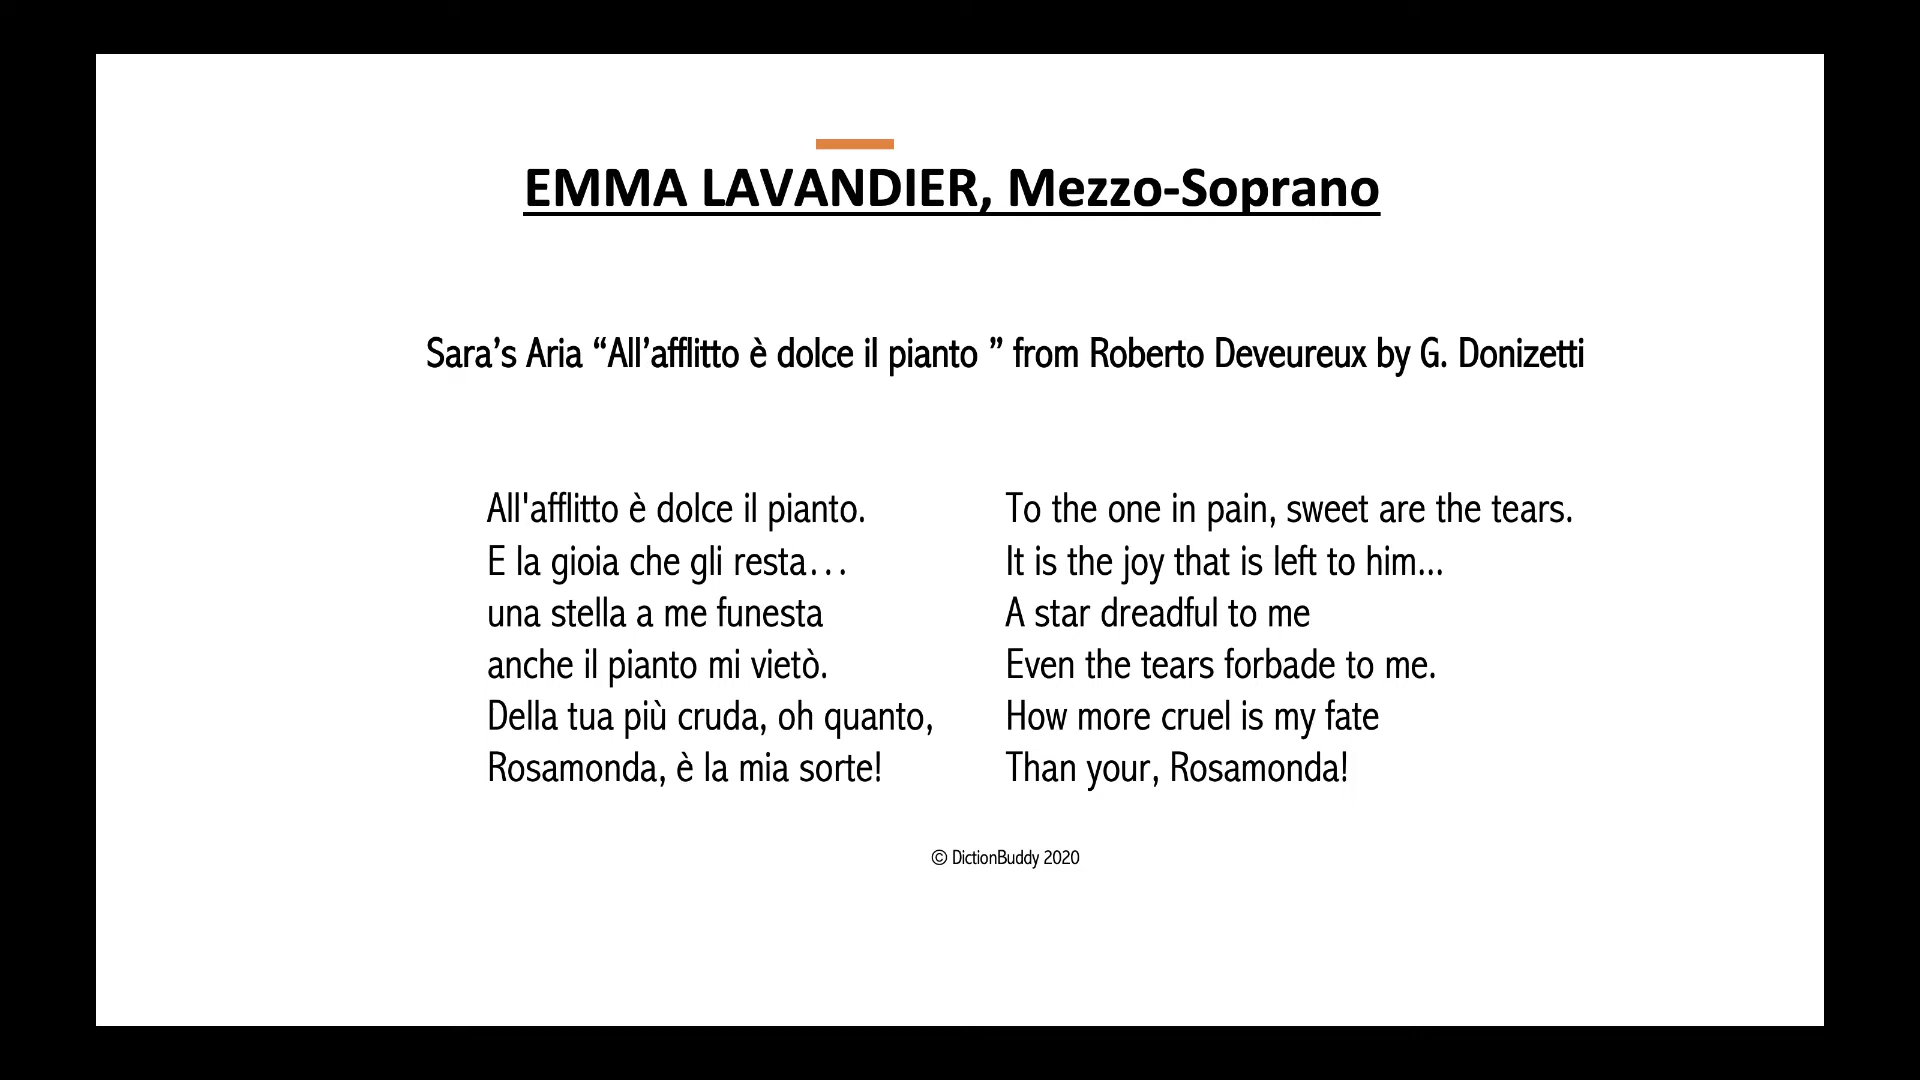 EMMA LAVANDIER, Mezzo-Soprano
Sara’s Aria “All’afflitto è dolce il pianto ” from Roberto Deveureux by G. Donizetti
All'afflitto è dolce il pianto.
E la gioia che gli resta…
una stella a me funesta
anche il pianto mi vietò.
Della tua più cruda, oh quanto,
Rosamonda, è la mia sorte!
To the one in pain, sweet are the tears.
It is the joy that is left to him...
A star dreadful to me
Even the tears forbade to me.
How more cruel is my fate
Than your, Rosamonda!
© DictionBuddy 2020